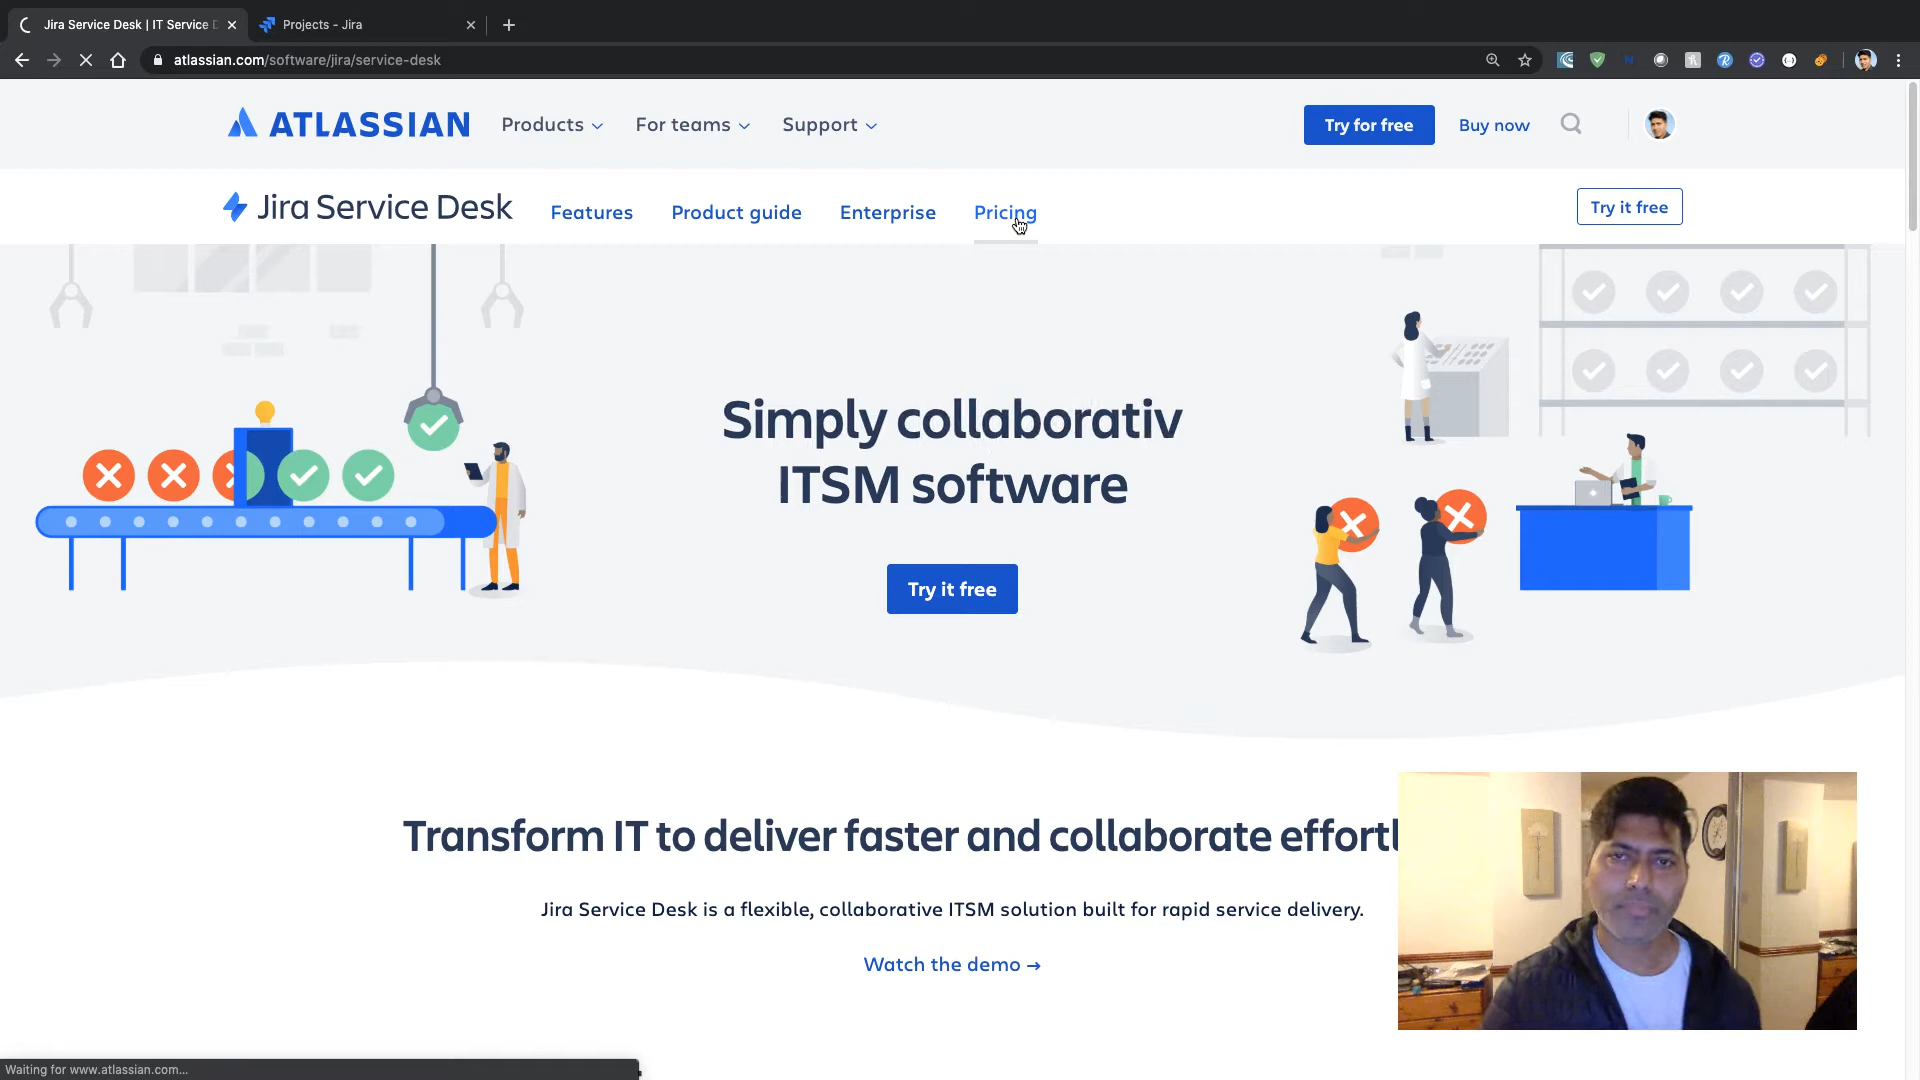 Jira Service Desk | IT Service D
Projects - Jira
atlassian.com/software/jira/service-desk
ATLASSIAN
Products
For teams
Support
Try for free
Buy now
Jira Service Desk
Features
Product guide
Enterprise
Pricing
Try it free
Simply collaborativ
ITSM software
Try it free
Transform IT to deliver faster and collaborate effortl
Jira Service Desk is a flexible, collaborative ITSM solution built for rapid service delivery.
Watch the demo →
Waiting for www.atlassian.com...